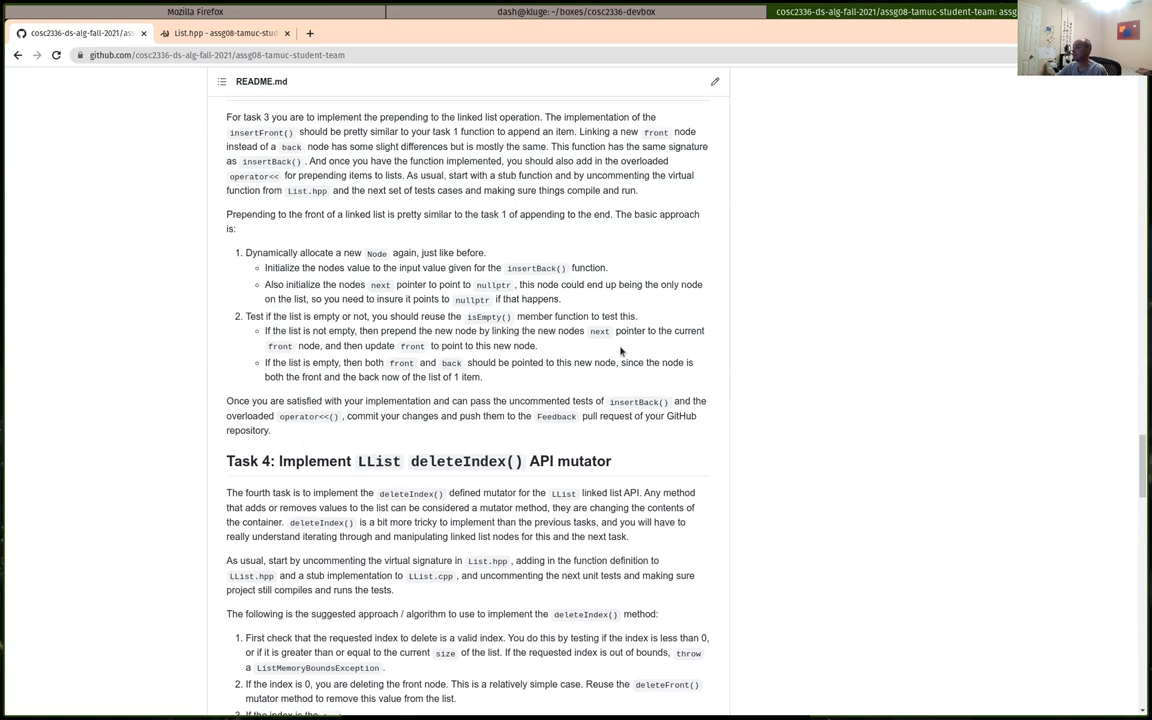 Mozilla Firefox
dash@kluge: ~/boxes/cosc2336-devbox
cosc2336-ds-alg-fall-2021/assg08-tamuc-student-team: assg
cosc2336-ds-alg-fall-2021/ass
List.hpp - assg08-tamuc-stud
github.com/cosc2336-ds-alg-fall-2021/assg08-tamuc-student-team
README.md
For task 3 you are to implement the prepending to the linked list operation. The implementation of the
insertFront() should be pretty similar to your task 1 function to append an item. Linking a new front node
instead of a back node has some slight differences but is mostly the same. This function has the same signature
as insertBack(). And once you have the function implemented, you should also add in the overloaded
operator<< for prepending items to lists. As usual, start with a stub function and by uncommenting the virtual
function from List.hpp and the next set of tests cases and making sure things compile and run.
Prepending to the front of a linked list is pretty similar to the task 1 of appending to the end. The basic approach
is:
1. Dynamically allocate a new Node again, just like before.
◦ Initialize the nodes value to the input value given for the insertBack() function.
◦ Also initialize the nodes next pointer to point to nullptr, this node could end up being the only node
on the list, so you need to insure it points to nullptr if that happens.
2. Test if the list is empty or not, you should reuse the isEmpty() member function to test this.
◦ If the list is not empty, then prepend the new node by linking the new nodes next pointer to the current
front node, and then update front to point to this new node.
◦ If the list is empty, then both front and back should be pointed to this new node, since the node is
both the front and the back now of the list of 1 item.
Once you are satisfied with your implementation and can pass the uncommented tests of insertBack() and the
overloaded operator<<(), commit your changes and push them to the Feedback pull request of your GitHub
repository.
Task 4: Implement LList deleteIndex() API mutator
The fourth task is to implement the deleteIndex() defined mutator for the LList linked list API. Any method
that adds or removes values to the list can be considered a mutator method, they are changing the contents of
the container. deleteIndex() is a bit more tricky to implement than the previous tasks, and you will have to
really understand iterating through and manipulating linked list nodes for this and the next task.
As usual, start by uncommenting the virtual signature in List.hpp, adding in the function definition to
LList.hpp and a stub implementation to LList.cpp, and uncommenting the next unit tests and making sure
project still compiles and runs the tests.
The following is the suggested approach / algorithm to use to implement the deleteIndex() method:
1. First check that the requested index to delete is a valid index. You do this by testing if the index is less than 0,
or if it is greater than or equal to the current size of the list. If the requested index is out of bounds, throw
a ListMemoryBoundsException.
2. If the index is 0, you are deleting the front node. This is a relatively simple case. Reuse the deleteFront()
mutator method to remove this value from the list.
3. If the index is the